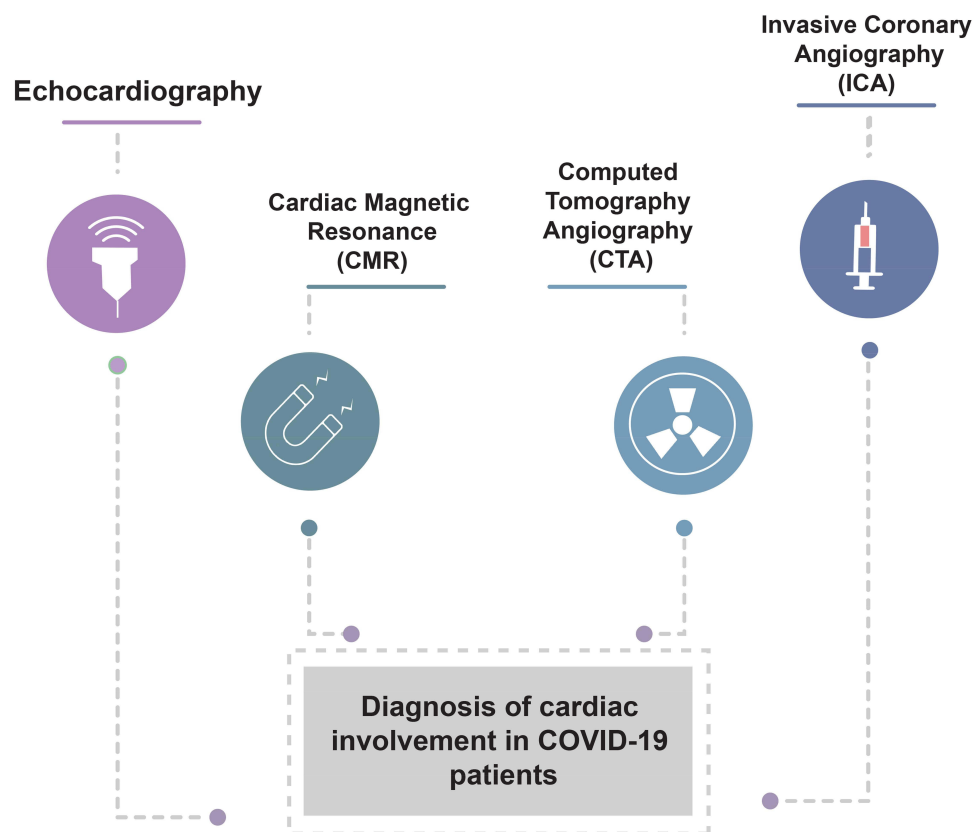 Echocardiography
Cardiac Magnetic
Resonance
(CMR)
Computed
Tomography
Angiography
(CTA)
Invasive Coronary
Angiography
(ICA)
Diagnosis of cardiac
involvement in COVID-19
patients